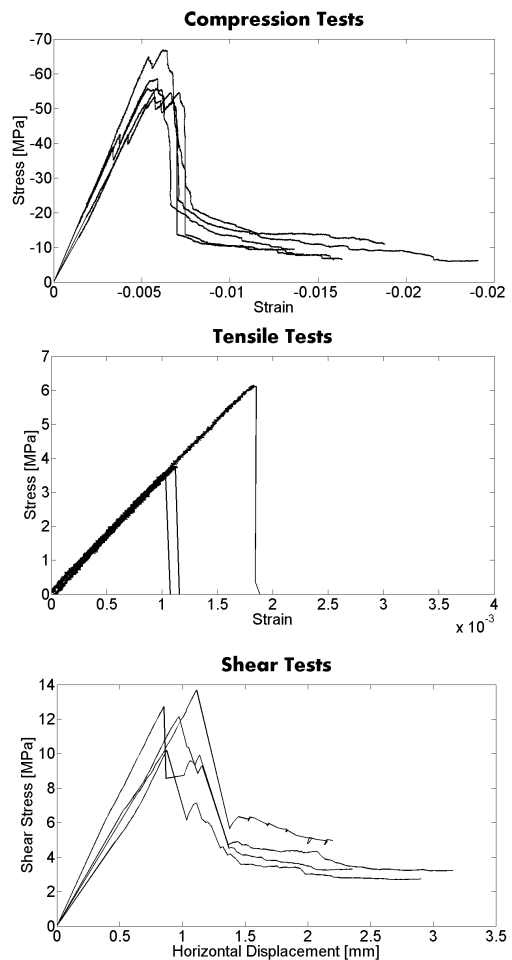 Compression Tests
-70
-60
-50
-40
-30
-20
-10
0
Stress [MPa]
0 -0.005 -0.01 -0.015 -0.02 -0.02
Strain
Tensile Tests
7
6
5
4
3
2
1
0
Stress [MPa]
0 0.5 1 1.5 2 2.5 3 3.5 4
Strain
x 10-3
Shear Tests
14
12
10
8
6
4
2
0
Shear Stress [MPa]
0 0.5 1 1.5 2 2.5 3 3.5
Horizontal Displacement [mm]